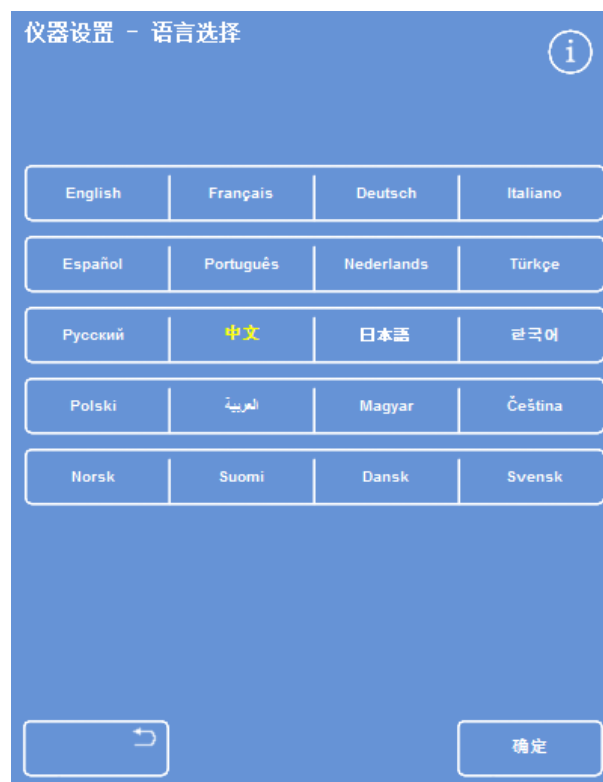 仪器设置 - 语言选择
i
English Français Deutsch Italiano
Español Português Nederlands Türkçe
Русский 中文 日本語 한국어
Polski العربية Magyar Čeština
Norsk Suomi Dansk Svensk
确定